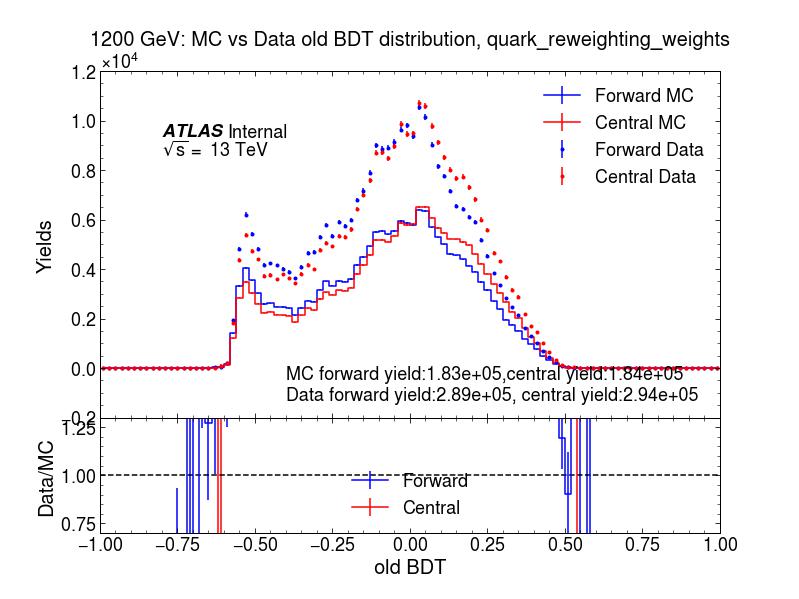 1200 GeV: MC vs Data old BDT distribution, quark_reweighting_weights
×10⁴
1.2
1.0
0.8
0.6
0.4
0.2
0.0
0.2
Yields
ATLAS Internal
√s = 13 TeV
Forward MC
Central MC
Forward Data
Central Data
MC forward yield:1.83e+05,central yield:1.84e+05
Data forward yield:2.89e+05, central yield:2.94e+05
1.25
1.00
0.75
Data/MC
Forward
Central
−1.00 −0.75 −0.50 −0.25 0.00 0.25 0.50 0.75 1.00
old BDT